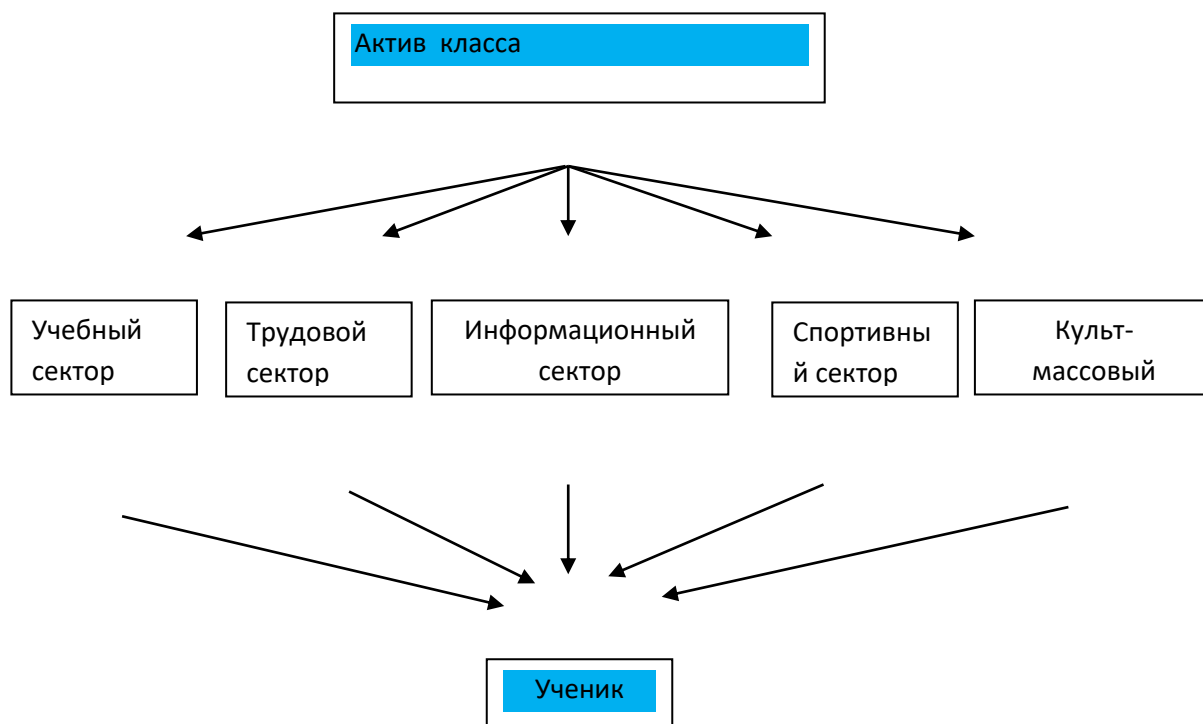 Актив  класса
Учебный
сектор
Трудовой
сектор
Информационный
сектор
Спортивны
й сектор
Культ-
массовый
Ученик